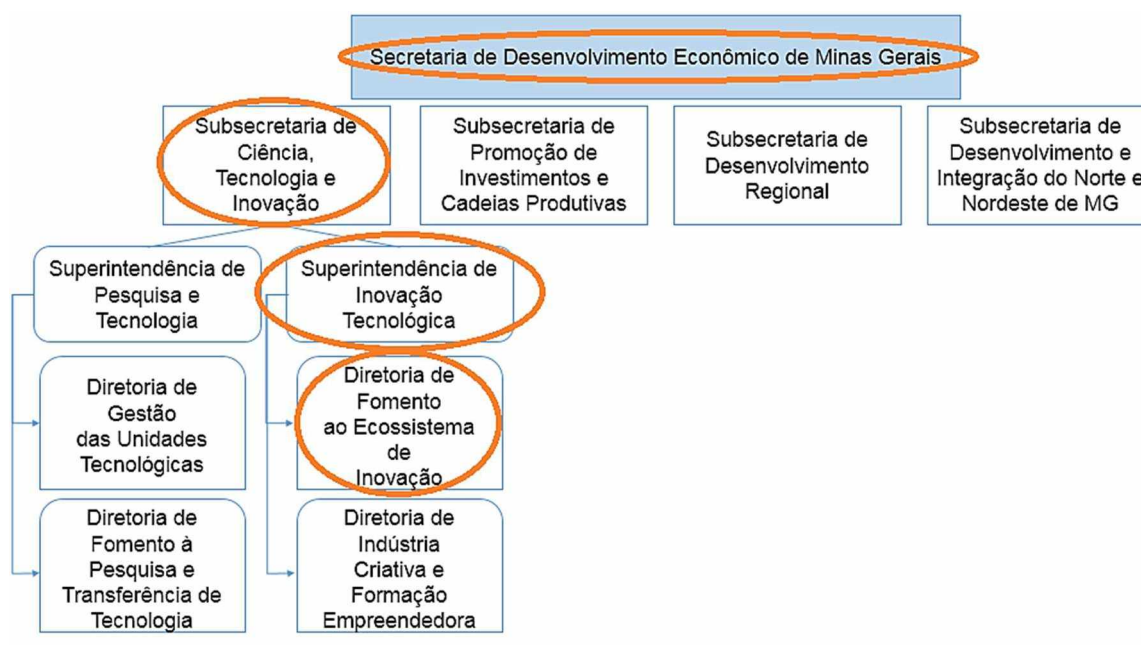 Secretaria de Desenvolvimento Econômico de Minas Gerais
Subsecretaria de
Ciência,
Tecnologia e
Inovação
Subsecretaria de
Promoção de
Investimentos e
Cadeias Produtivas
Subsecretaria de
Desenvolvimento
Regional
Subsecretaria de
Desenvolvimento e
Integração do Norte e
Nordeste de MG
Superintendência de
Pesquisa e
Tecnologia
Superintendência de
Inovação
Tecnológica
Diretoria de
Gestão
das Unidades
Tecnológicas
Diretoria de
Fomento
ao Ecossistema
de
Inovação
Diretoria de
Fomento à
Pesquisa e
Transferência de
Tecnologia
Diretoria de
Indústria
Criativa e
Formação
Empreendedora